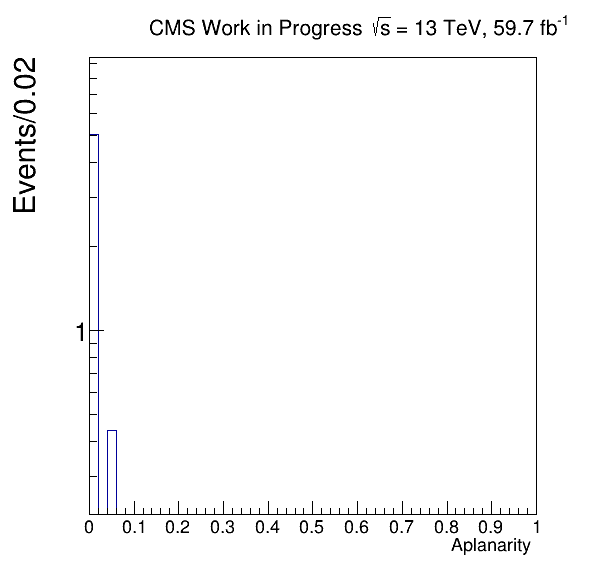 CMS Work in Progress √s = 13 TeV, 59.7 fb⁻¹
Events/0.02
1
0 0.1 0.2 0.3 0.4 0.5 0.6 0.7 0.8 0.9 1
Aplanarity